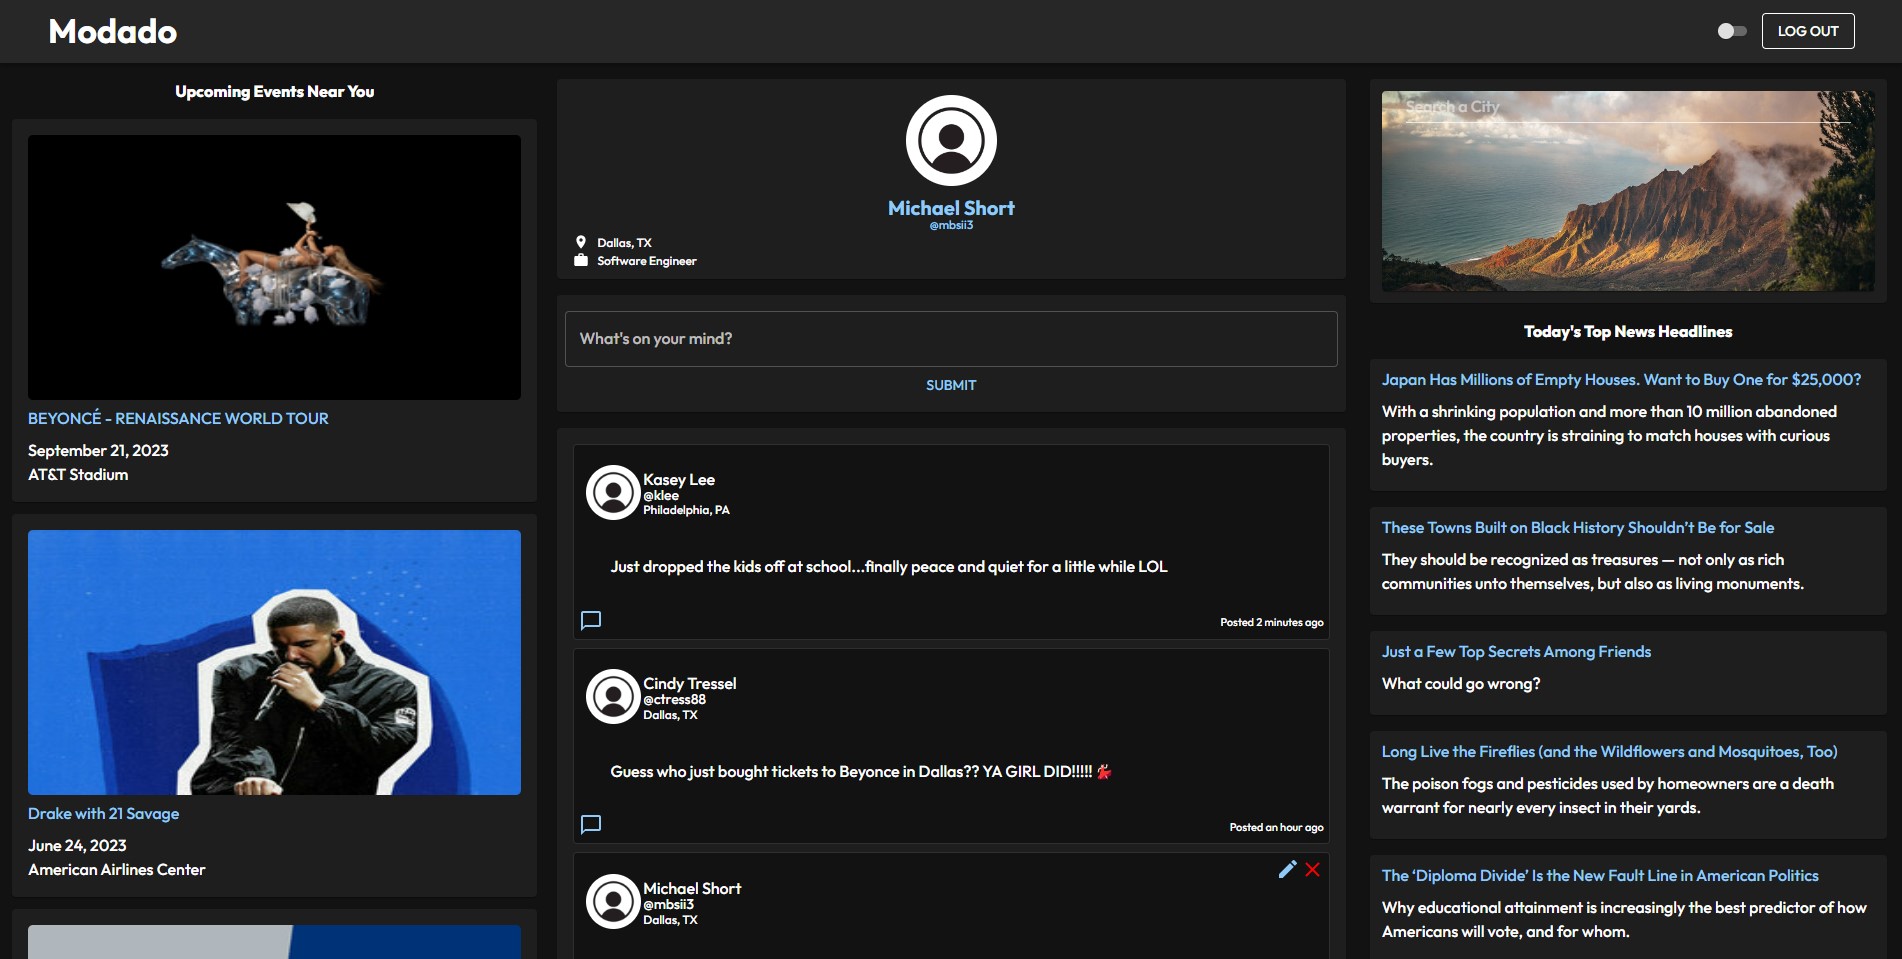 Modado
LOG OUT
Upcoming Events Near You
BEYONCÉ - RENAISSANCE WORLD TOUR
September 21, 2023
AT&T Stadium
Drake with 21 Savage
June 24, 2023
American Airlines Center
Michael Short
@mbsii3
Dallas, TX
Software Engineer
What's on your mind?
SUBMIT
Kasey Lee
@klee
Philadelphia, PA
Just dropped the kids off at school...finally peace and quiet for a little while LOL
Posted 2 minutes ago
Cindy Tressel
@ctress88
Dallas, TX
Guess who just bought tickets to Beyonce in Dallas?? YA GIRL DID!!!!! 💃
Posted an hour ago
Michael Short
@mbsii3
Dallas, TX
Search a City
Today's Top News Headlines
Japan Has Millions of Empty Houses. Want to Buy One for $25,000?
With a shrinking population and more than 10 million abandoned
properties, the country is straining to match houses with curious
buyers.
These Towns Built on Black History Shouldn’t Be for Sale
They should be recognized as treasures — not only as rich
communities unto themselves, but also as living monuments.
Just a Few Top Secrets Among Friends
What could go wrong?
Long Live the Fireflies (and the Wildflowers and Mosquitoes, Too)
The poison fogs and pesticides used by homeowners are a death
warrant for nearly every insect in their yards.
The ‘Diploma Divide’ Is the New Fault Line in American Politics
Why educational attainment is increasingly the best predictor of how
Americans will vote, and for whom.